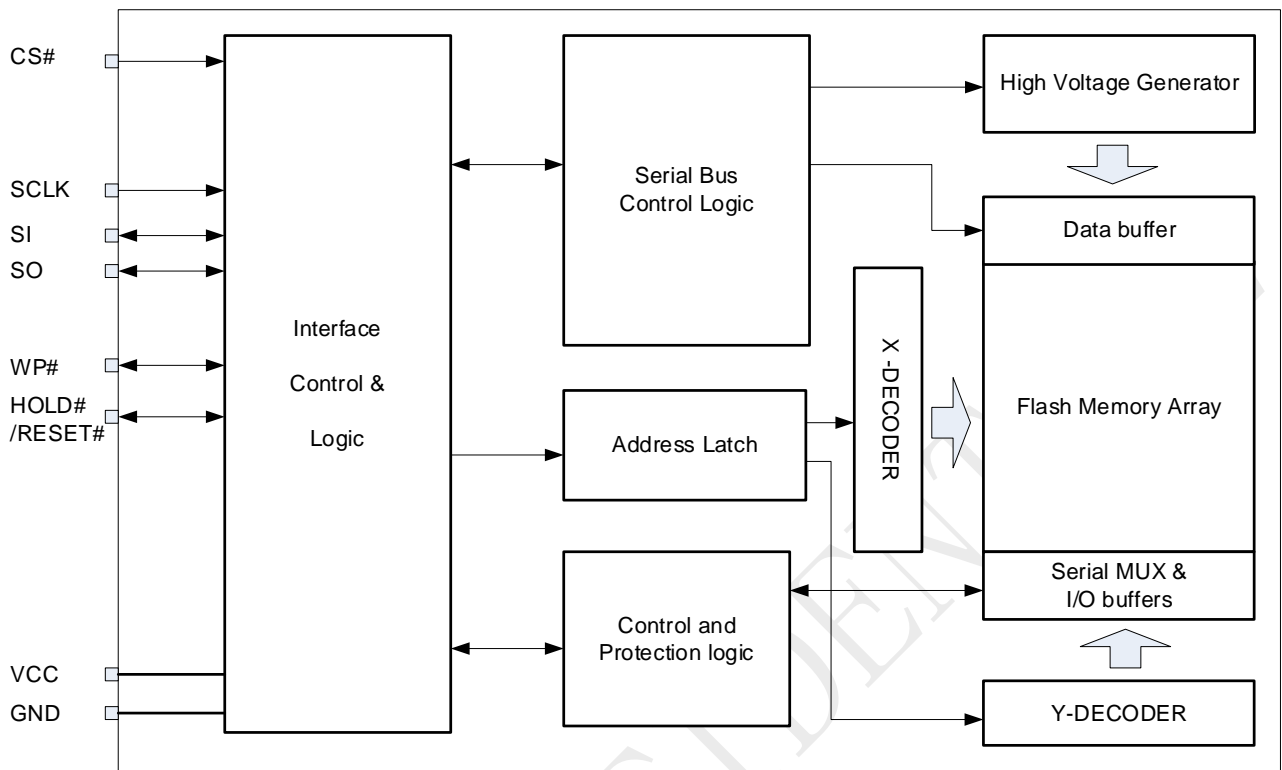 CS#
SCLK
SI
SO
WP#
HOLD#
/RESET#
VCC
GND
Interface
Control &
Logic
Serial Bus
Control Logic
Address Latch
Control and
Protection logic
X -DECODER
High Voltage Generator
Data buffer
Flash Memory Array
Serial MUX &
I/O buffers
Y-DECODER